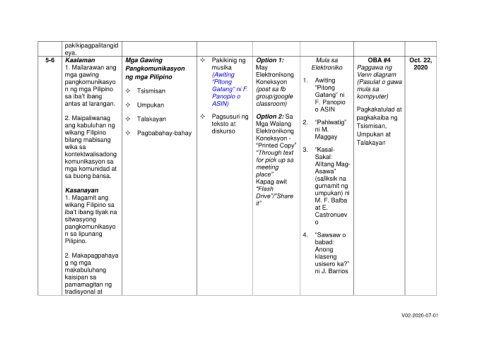 pakikipagpalitangid
eya.
5-6
Kaalaman
1. Mailarawan ang
mga gawing
pangkomunikasyo
n ng mga Pilipino
sa iba't ibang
antas at larangan.
2. Maipaliwanag
ang kabuluhan ng
wikang Filipino
bilang mabisang
wika sa
kontekstwalisadong
komunikasyon sa
mga komunidad at
sa buong bansa.
Kasanayan
1. Magamit ang
wikang Filipino sa
iba't ibang tiyak na
sitwasyong
pangkomunikasyo
n sa lipunang
Pilipino.
2. Makapagpahaya
g ng mga
makabuluhang
kaisipan sa
pamamagitan ng
tradisyonal at
Mga Gawing
Pangkomunikasyon
ng mga Pilipino
❖ Tsismisan
❖ Umpukan
❖ Talakayan
❖ Pagbabahay-bahay
❖ Pakikinig ng
musika
(Awiting
"Pitong
Gatang" ni F.
Panopio o
ASIN)
❖ Pagsusuri ng
teksto at
diskurso
Option 1:
May
Elektronikong
Koneksyon
(post sa fb
group/google
classroom)
Option 2: Sa
Mga Walang
Elektronikong
Koneksyon -
"Printed Copy"
"Through text
for pick up sa
meeting
place"
Kapag awit
"Flash
Drive"/"Share
it"
Mula sa
Elektroniko
1. Awiting
"Pitong
Gatang" ni
F. Panopio
o ASIN
2. "Pahiwatig"
ni M.
Maggay
3. "Kasal-
Sakal:
Alitang Mag-
Asawa"
(saliksik na
gumamit ng
umpukan) ni
M. F. Balba
at E.
Castronuev
o
4. "Sawsaw o
babad:
Anong
klaseng
usisero ka?"
ni J. Barrios
OBA #4
Paggawa ng
Venn diagram
(Pasulat o gawa
mula sa
kompyuter)
Pagkakatulad at
pagkakaiba ng
Tsismisan,
Umpukan at
Talakayan
Oct. 22,
2020
V02-2020-07-01